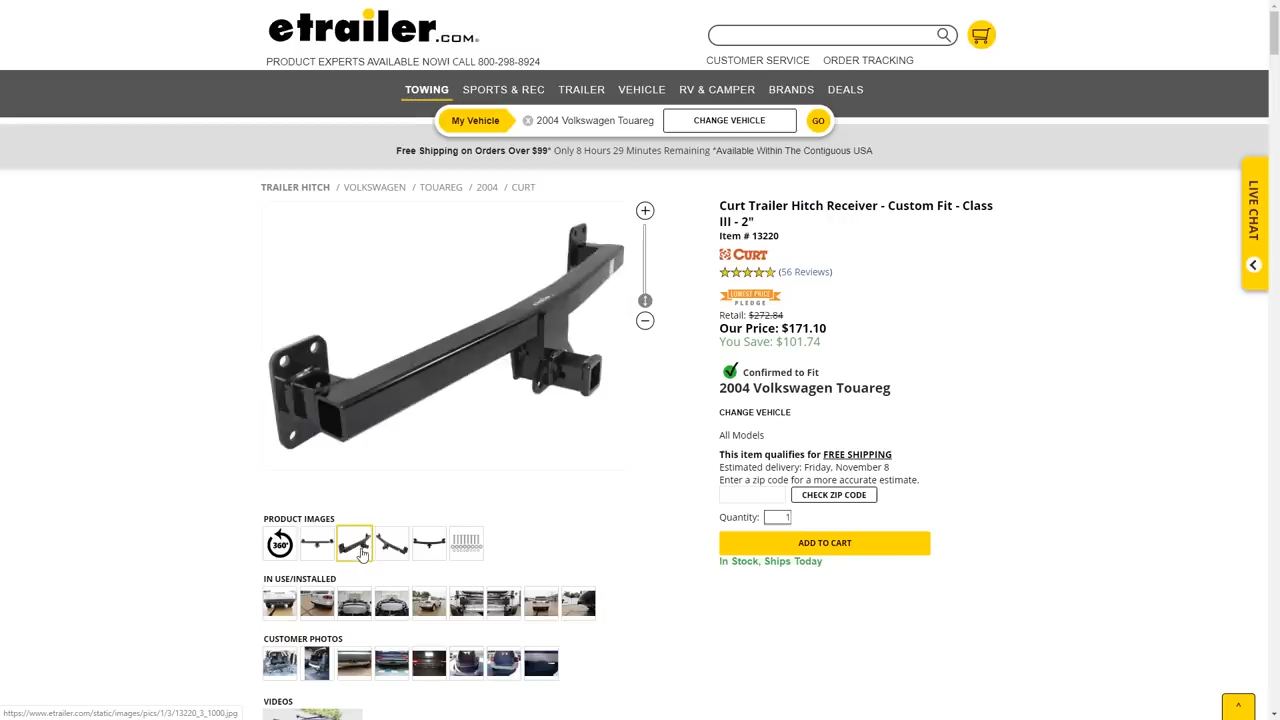 etrailer.com
PRODUCT EXPERTS AVAILABLE NOW! CALL 800-298-8924
CUSTOMER SERVICE ORDER TRACKING
TOWING SPORTS & REC TRAILER VEHICLE RV & CAMPER BRANDS DEALS
My Vehicle x 2004 Volkswagen Touareg CHANGE VEHICLE GO
Free Shipping on Orders Over $99* Only 8 Hours 29 Minutes Remaining *Available Within The Contiguous USA
LIVE CHAT
TRAILER HITCH / VOLKSWAGEN / TOUAREG / 2004 / CURT
Curt Trailer Hitch Receiver - Custom Fit - Class
III - 2"
Item # 13220
CURT
(56 Reviews)
LOWEST PRICE
PLEDGE
Retail: $272.84
Our Price: $171.10
You Save: $101.74
Confirmed to Fit
2004 Volkswagen Touareg
CHANGE VEHICLE
All Models
This item qualifies for FREE SHIPPING
Estimated delivery: Friday, November 8
Enter a zip code for a more accurate estimate.
CHECK ZIP CODE
Quantity: 1
ADD TO CART
In Stock, Ships Today
PRODUCT IMAGES
360°
IN USE/INSTALLED
CUSTOMER PHOTOS
VIDEOS
https://www.etrailer.com/static/images/pics/1/3/13220_3_1000.jpg